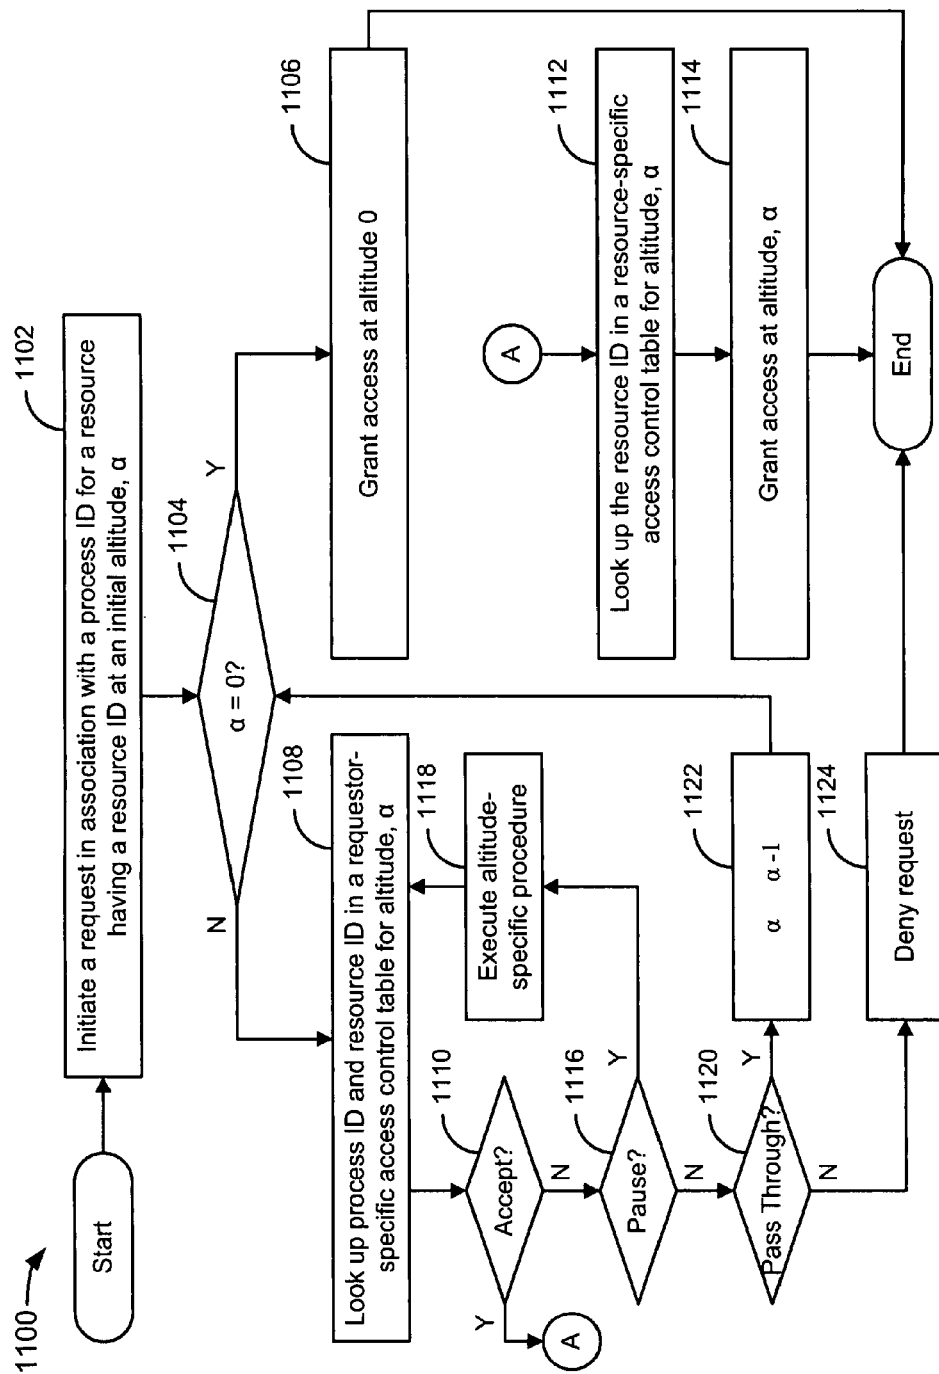 1100
Start
Initiate a request in association with a process ID for a resource
having a resource ID at an initial altitude, α
1102
α = 0?
1104
N
Y
Grant access at altitude 0
1106
Look up process ID and resource ID in a requestor-
specific access control table for altitude, α
1108
Accept?
1110
Y
N
A
Pause?
1116
Y
N
Execute altitude-
specific procedure
1118
Pass Through?
1120
Y
N
α α -1
1122
Deny request
1124
A
Look up the resource ID in a resource-specific
access control table for altitude, α
1112
Grant access at altitude, α
1114
End